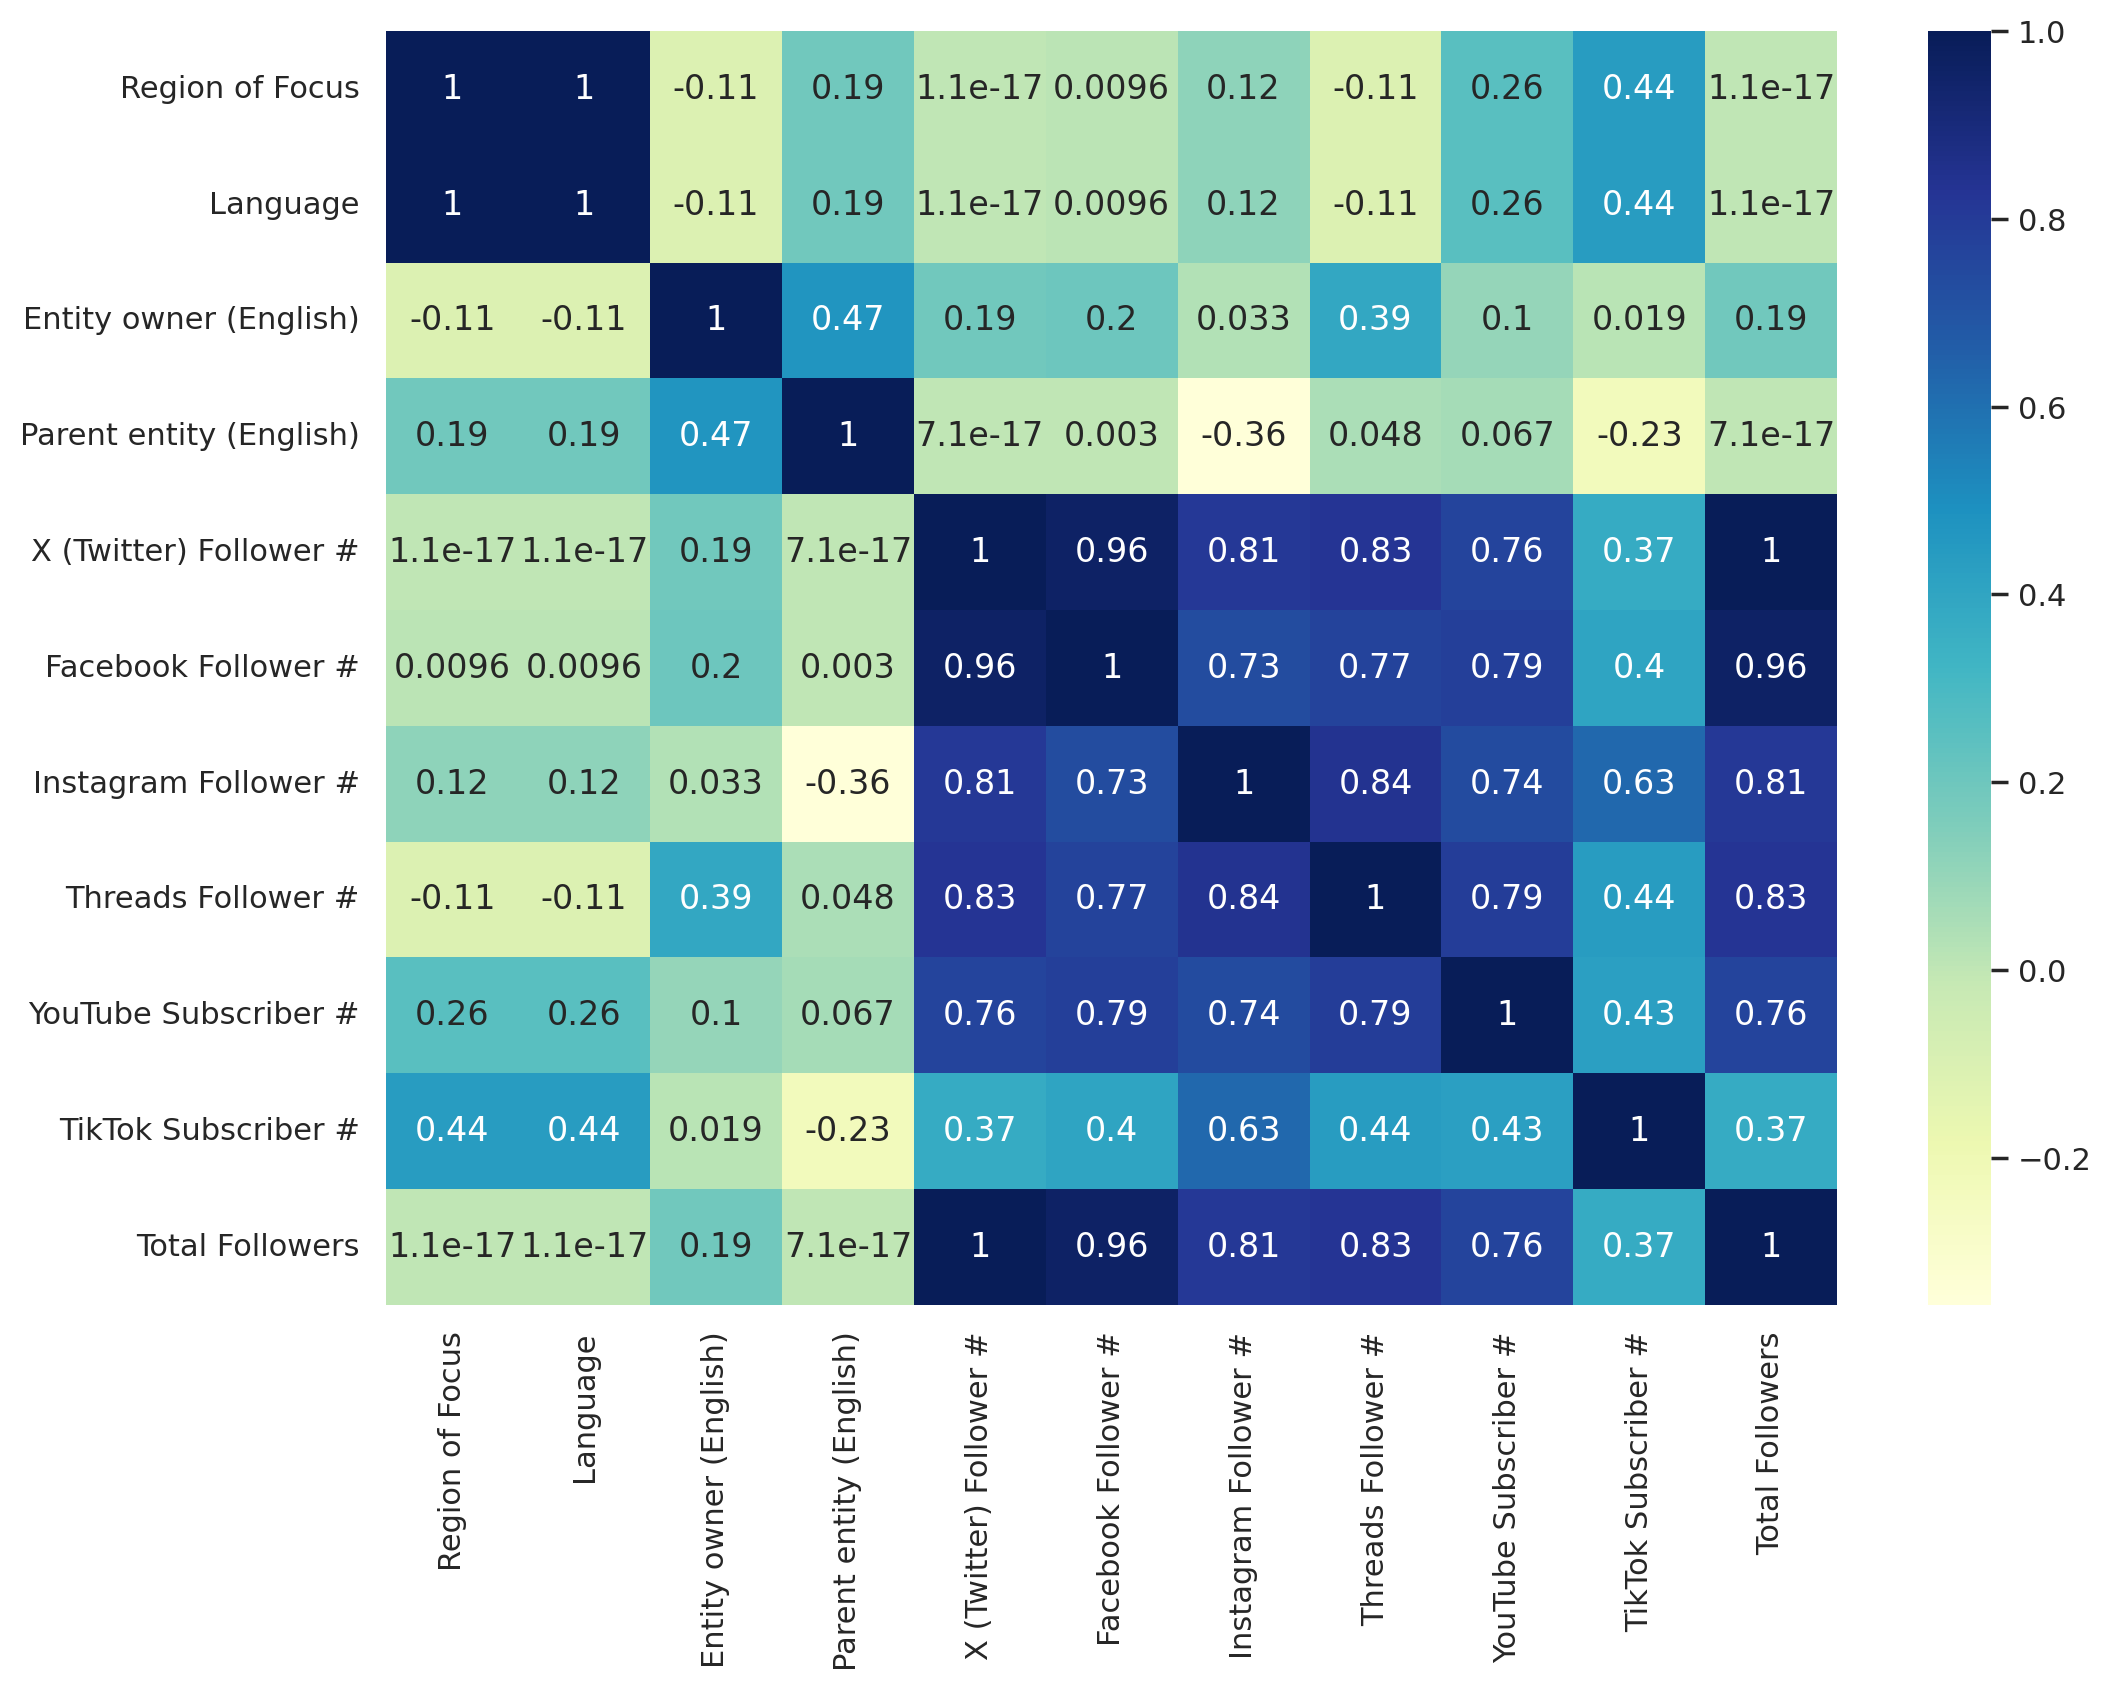 Region of Focus 1 1 -0.11 0.19 1.1e-17 0.0096 0.12 -0.11 0.26 0.44 1.1e-17
Language 1 1 -0.11 0.19 1.1e-17 0.0096 0.12 -0.11 0.26 0.44 1.1e-17
Entity owner (English) -0.11 -0.11 1 0.47 0.19 0.2 0.033 0.39 0.1 0.019 0.19
Parent entity (English) 0.19 0.19 0.47 1 7.1e-17 0.003 -0.36 0.048 0.067 -0.23 7.1e-17
X (Twitter) Follower # 1.1e-17 1.1e-17 0.19 7.1e-17 1 0.96 0.81 0.83 0.76 0.37 1
Facebook Follower # 0.0096 0.0096 0.2 0.003 0.96 1 0.73 0.77 0.79 0.4 0.96
Instagram Follower # 0.12 0.12 0.033 -0.36 0.81 0.73 1 0.84 0.74 0.63 0.81
Threads Follower # -0.11 -0.11 0.39 0.048 0.83 0.77 0.84 1 0.79 0.44 0.83
YouTube Subscriber # 0.26 0.26 0.1 0.067 0.76 0.79 0.74 0.79 1 0.43 0.76
TikTok Subscriber # 0.44 0.44 0.019 -0.23 0.37 0.4 0.63 0.44 0.43 1 0.37
Total Followers 1.1e-17 1.1e-17 0.19 7.1e-17 1 0.96 0.81 0.83 0.76 0.37 1
Region of Focus
Language
Entity owner (English)
Parent entity (English)
X (Twitter) Follower #
Facebook Follower #
Instagram Follower #
Threads Follower #
YouTube Subscriber #
TikTok Subscriber #
Total Followers
1.0
0.8
0.6
0.4
0.2
0.0
−0.2